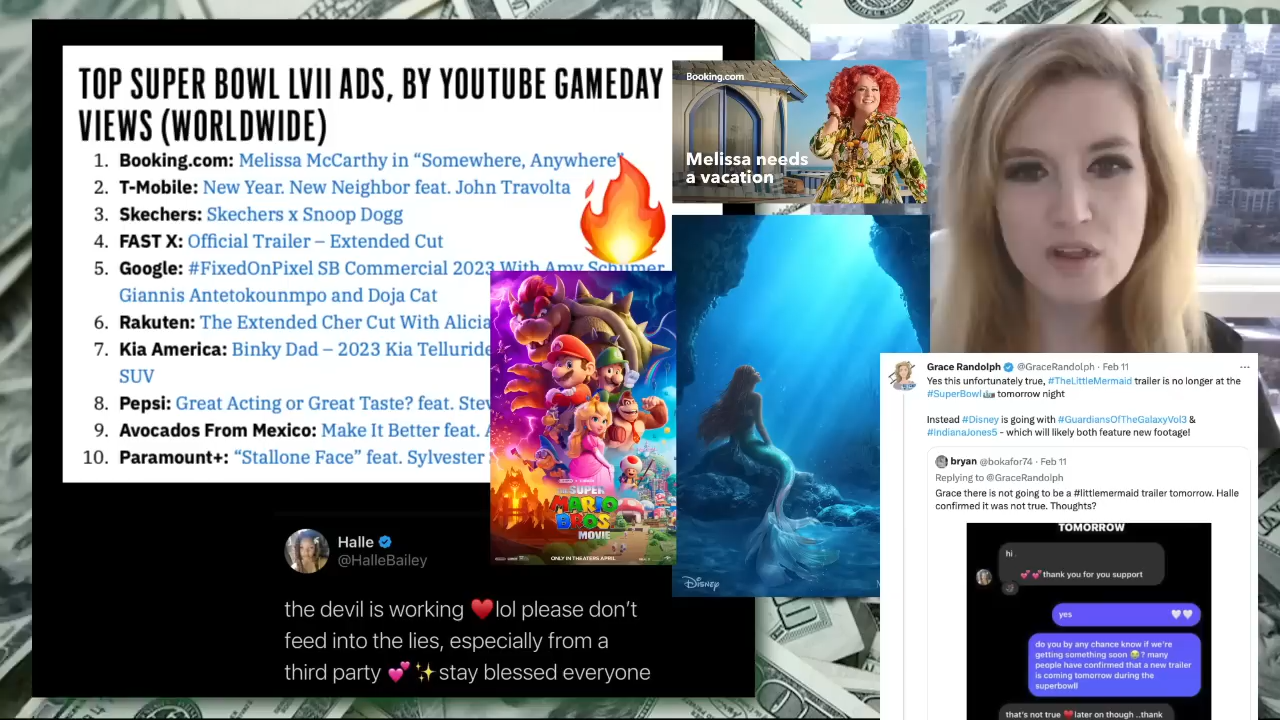 TOP SUPER BOWL LVII ADS, BY YOUTUBE GAMEDAY
VIEWS (WORLDWIDE)
1. Booking.com: Melissa McCarthy in “Somewhere, Anywhere”
2. T-Mobile: New Year. New Neighbor feat. John Travolta
3. Skechers: Skechers x Snoop Dogg
4. FAST X: Official Trailer – Extended Cut
5. Google: #FixedOnPixel SB Commercial 2023 With Amy Schumer,
Giannis Antetokounmpo and Doja Cat
6. Rakuten: The Extended Cher Cut With Alicia
7. Kia America: Binky Dad – 2023 Kia Telluride
SUV
8. Pepsi: Great Acting or Great Taste? feat.
9. Avocados From Mexico: Make It Better feat.
10. Paramount+: “Stallone Face” feat. Sylvester
Booking.com
Melissa needs
a vacation
THE SUPER
MARIO
BROS.
MOVIE
ONLY IN THEATERS APRIL
DISNEY
Halle
@HalleBailey
the devil is working ❤️lol please don’t
feed into the lies, especially from a
third party 💕✨stay blessed everyone
Grace Randolph @GraceRandolph · Feb 11
Yes this unfortunately true, #TheLittleMermaid trailer is no longer at the
#SuperBowl tomorrow night
Instead #Disney is going with #GuardiansOfTheGalaxyVol3 &
#IndianaJones5 - which will likely both feature new footage!
bryan @bokafor74 · Feb 11
Replying to @GraceRandolph
Grace there is not going to be a #littlemermaid trailer tomorrow. Halle
confirmed it was not true. Thoughts?
TOMORROW
hi
💕💕thank you for you support
yes
do you by any chance know if we're
getting something soon 😭? many
people have confirmed that a new trailer
is coming tomorrow during the
superbowl
that's not true ❤️later on though ..thank
100